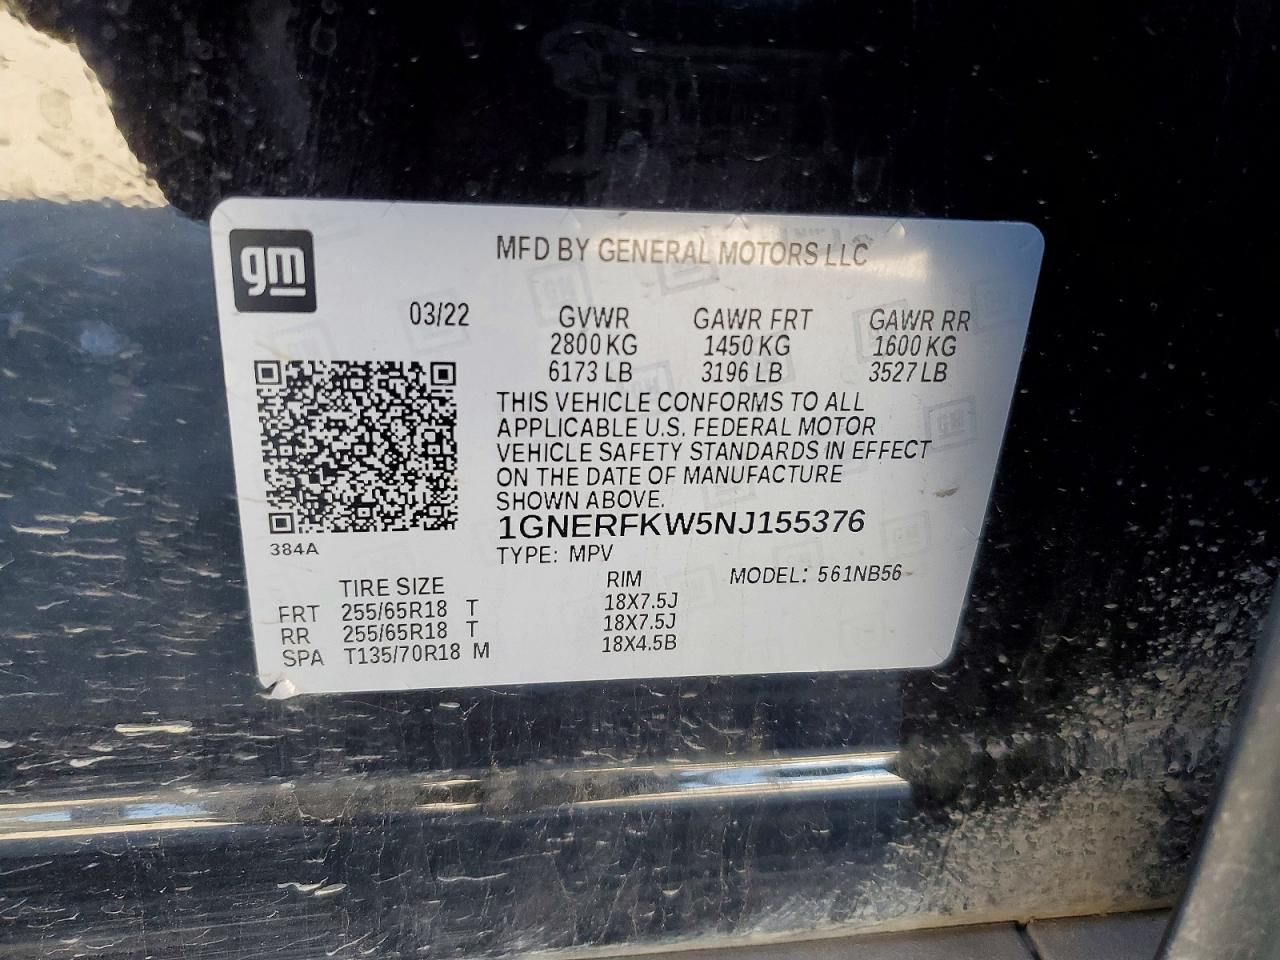 gm
MFD BY GENERAL MOTORS LLC
03/22 GVWR GAWR FRT GAWR RR
2800 KG 1450 KG 1600 KG
6173 LB 3196 LB 3527 LB
THIS VEHICLE CONFORMS TO ALL
APPLICABLE U.S. FEDERAL MOTOR
VEHICLE SAFETY STANDARDS IN EFFECT
ON THE DATE OF MANUFACTURE
SHOWN ABOVE.
1GNERFKW5NJ155376
384A
TYPE: MPV
TIRE SIZE RIM MODEL: 561NB56
FRT 255/65R18 T 18X7.5J
RR 255/65R18 T 18X7.5J
SPA T135/70R18 M 18X4.5B